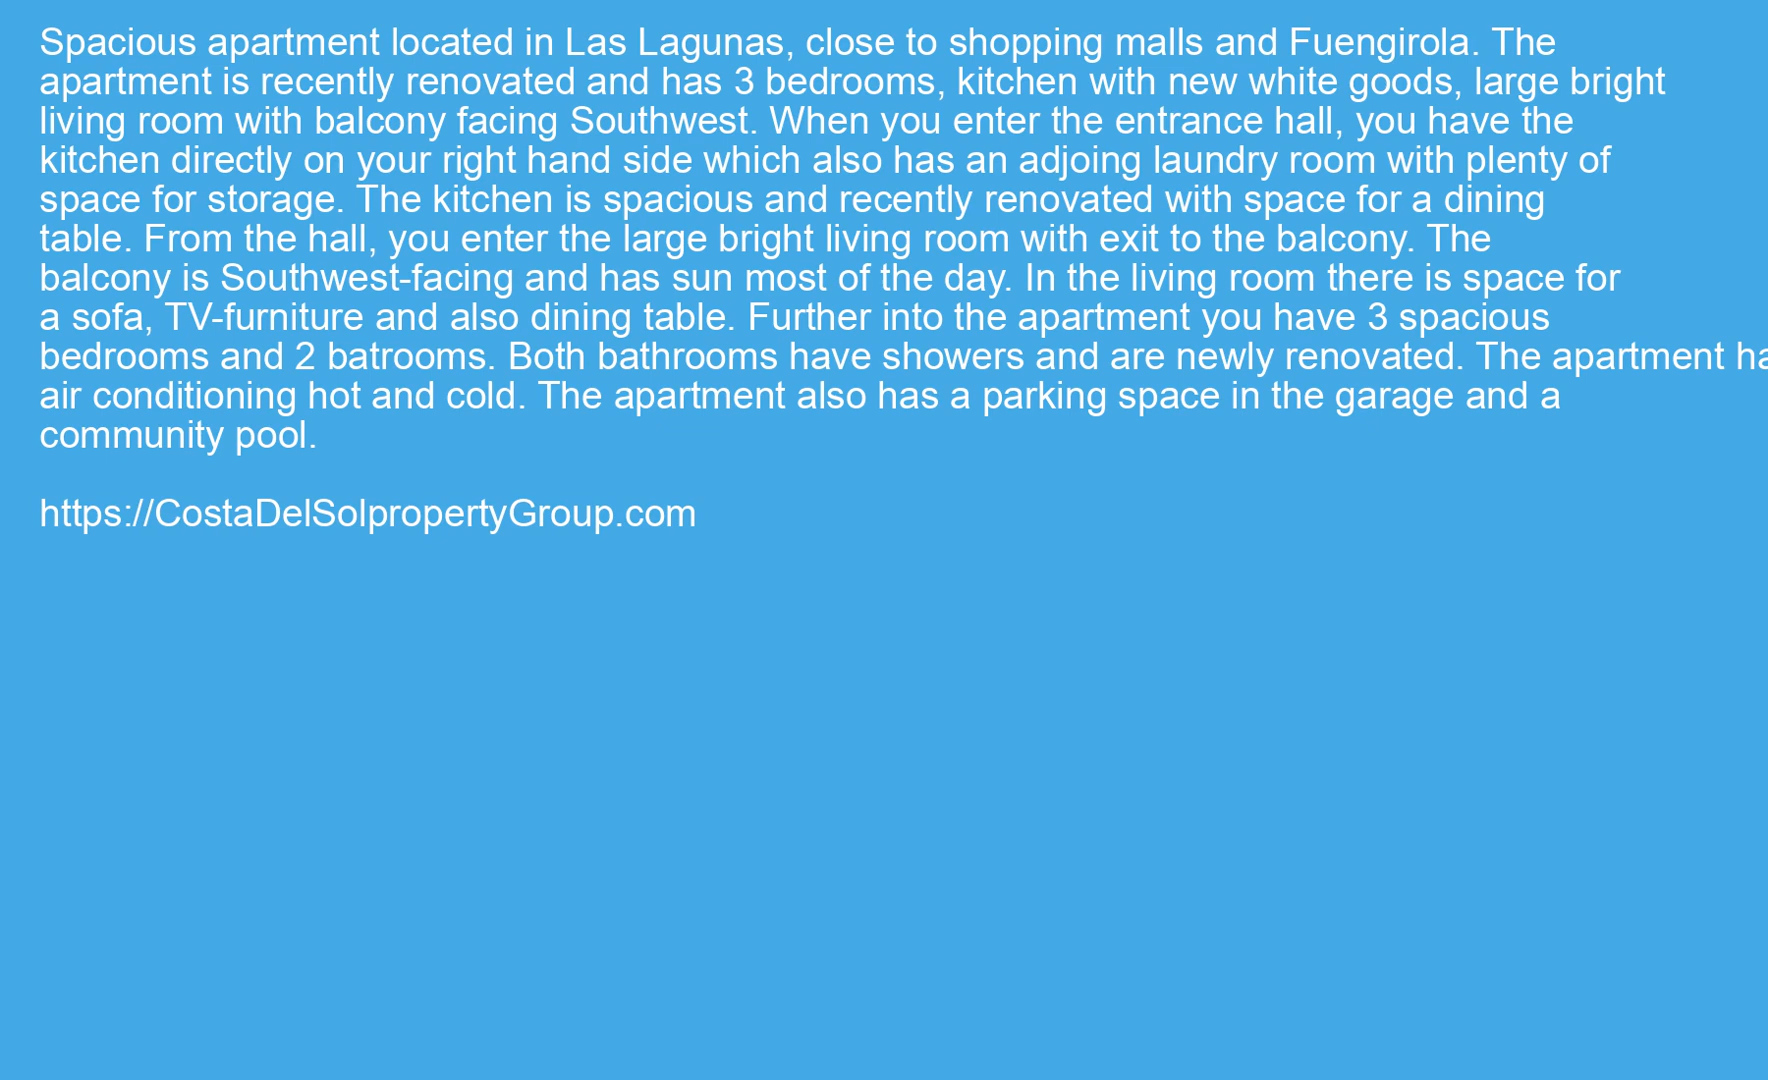 Spacious apartment located in Las Lagunas, close to shopping malls and Fuengirola. The
apartment is recently renovated and has 3 bedrooms, kitchen with new white goods, large bright
living room with balcony facing Southwest. When you enter the entrance hall, you have the
kitchen directly on your right hand side which also has an adjoing laundry room with plenty of
space for storage. The kitchen is spacious and recently renovated with space for a dining
table. From the hall, you enter the large bright living room with exit to the balcony. The
balcony is Southwest-facing and has sun most of the day. In the living room there is space for
a sofa, TV-furniture and also dining table. Further into the apartment you have 3 spacious
bedrooms and 2 batrooms. Both bathrooms have showers and are newly renovated. The apartment
air conditioning hot and cold. The apartment also has a parking space in the garage and a
community pool.
https://CostaDelSolpropertyGroup.com